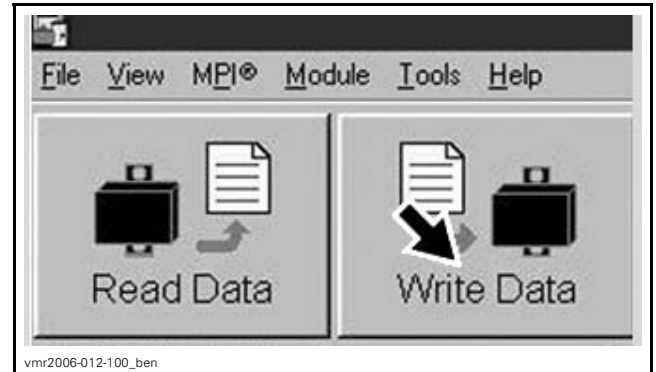 File View MPI® Module Tools Help
Read Data Write Data
vmr2006-012-100_ben